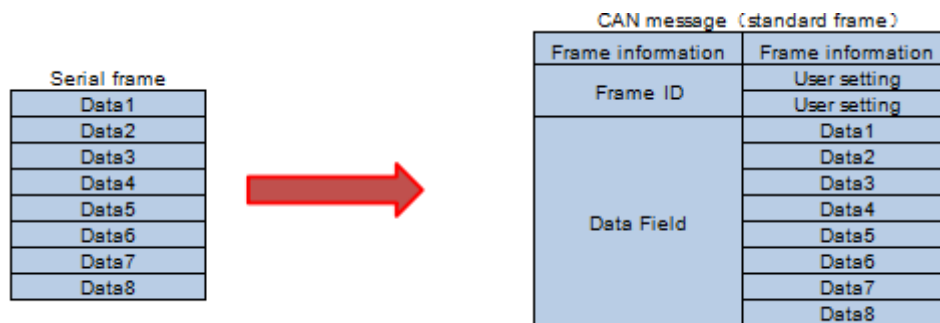 Serial frame
Data1
Data2
Data3
Data4
Data5
Data6
Data7
Data8
CAN message（standard frame）
Frame information Frame information
Frame ID User setting
User setting
Data Field Data1
Data2
Data3
Data4
Data5
Data6
Data7
Data8